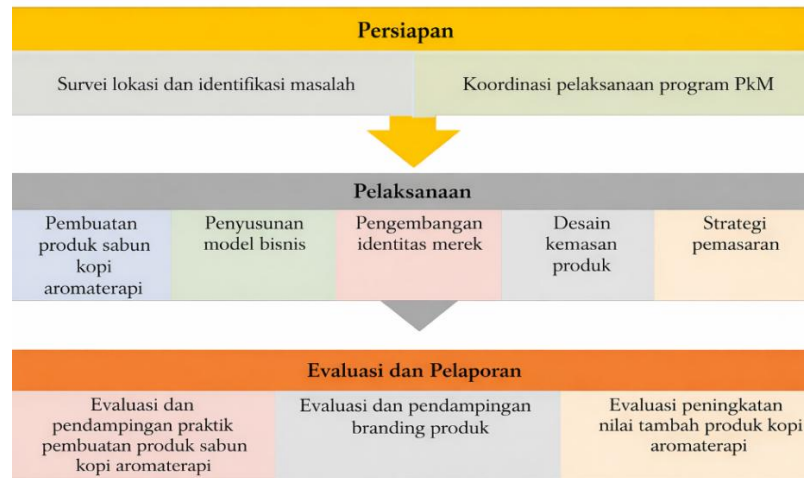 Persiapan
Survei lokasi dan identifikasi masalah
Koordinasi pelaksanaan program PkM
Pelaksanaan
Pembuatan
produk sabun
kopi
aromaterapi
Penyusunan
model bisnis
Pengembangan
identitas merek
Desain
kemasan
produk
Strategi
pemasaran
Evaluasi dan Pelaporan
Evaluasi dan
pendampingan praktik
pembuatan produk sabun
kopi aromaterapi
Evaluasi dan pendampingan
branding produk
Evaluasi peningkatan
nilai tambah produk kopi
aromaterapi